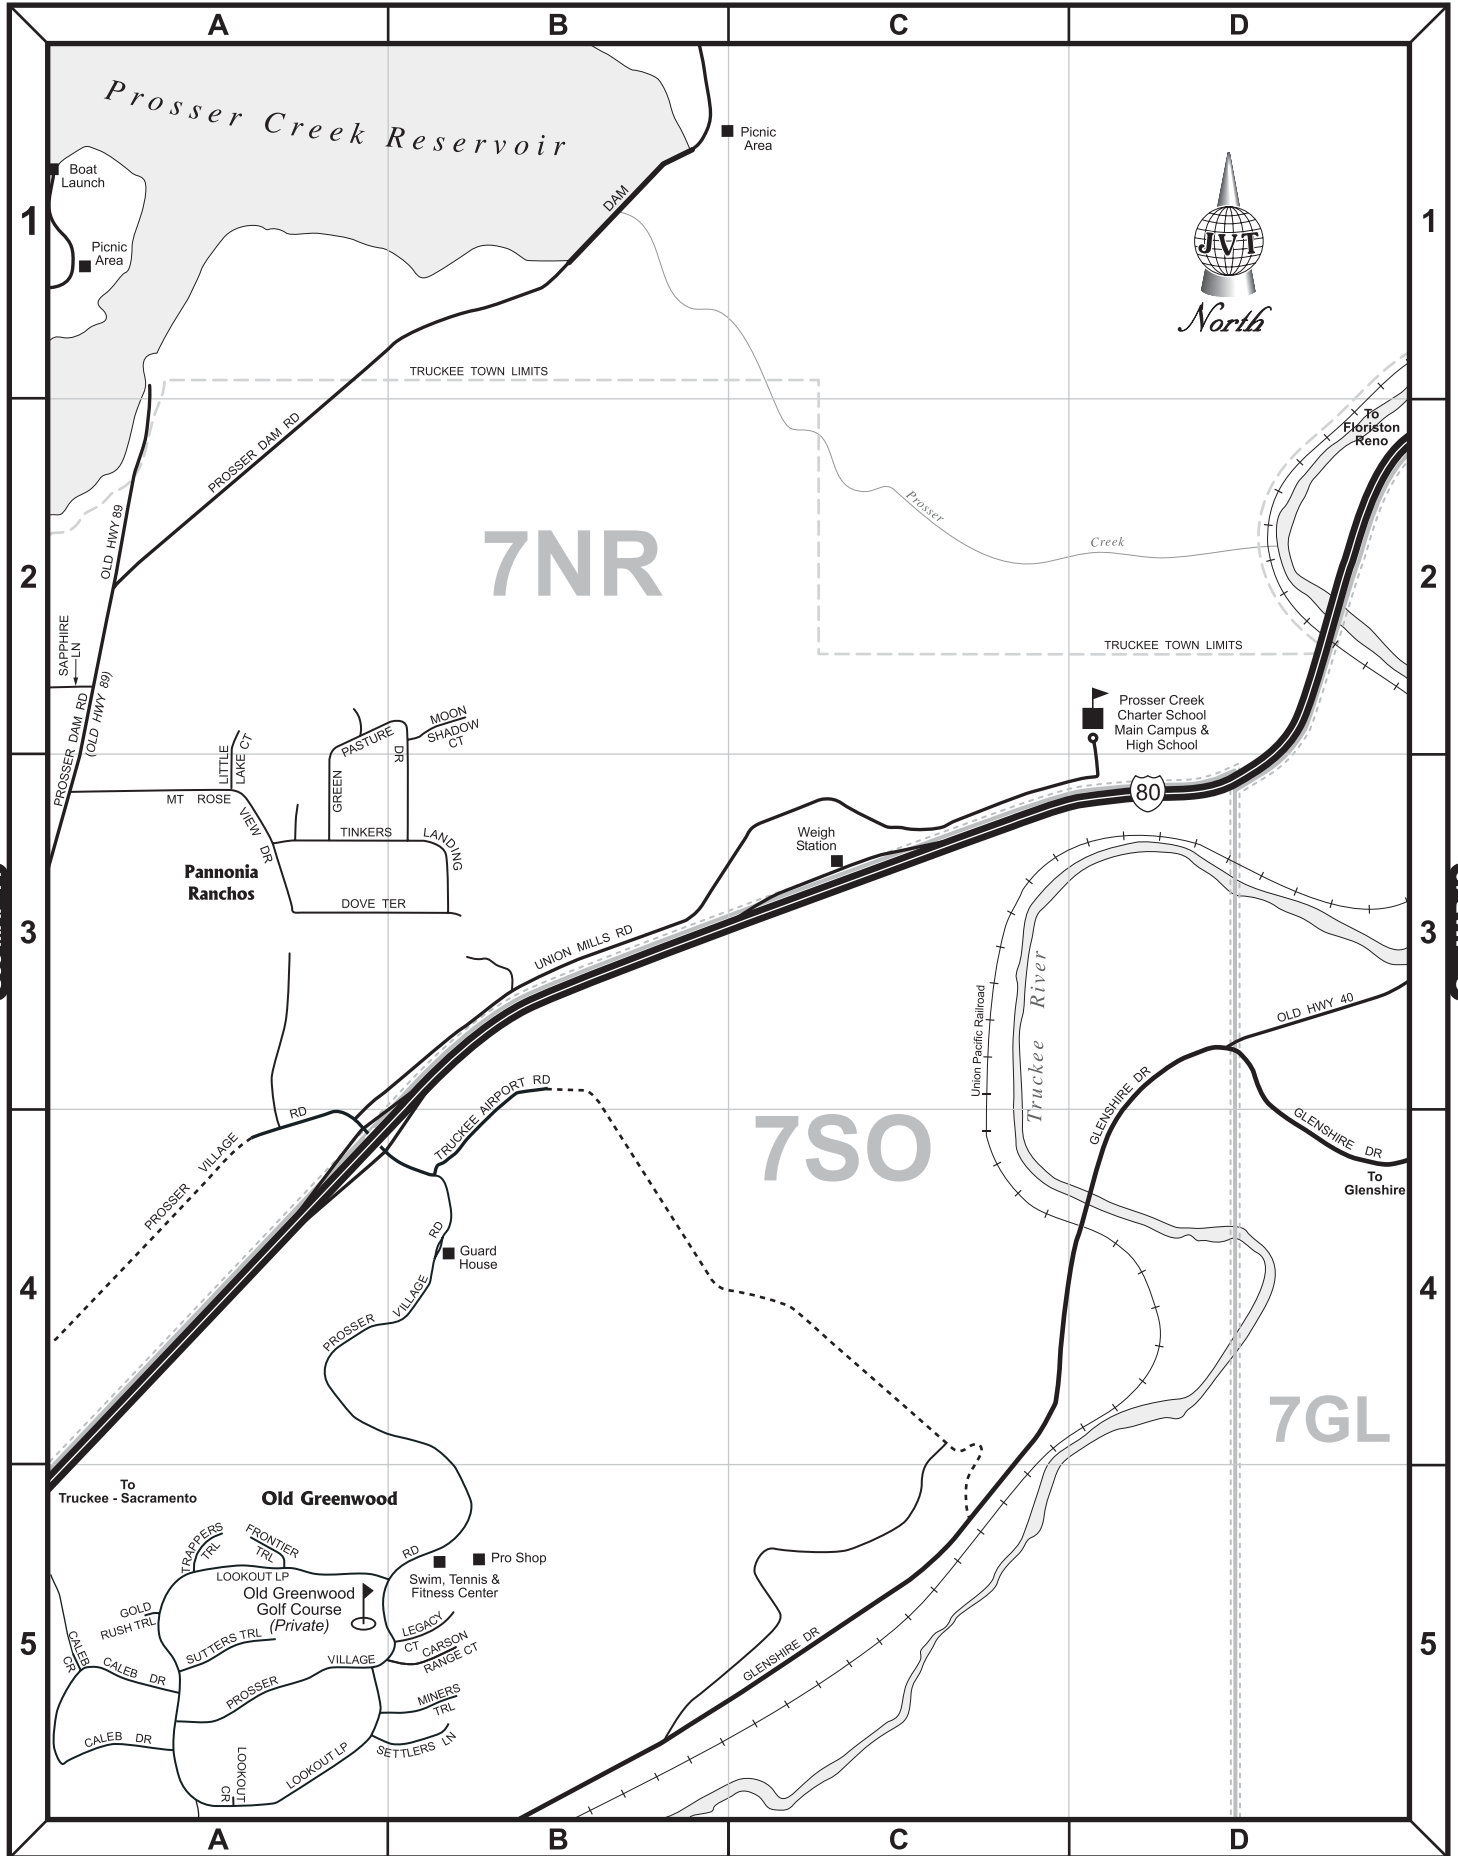 A
B
C
D
Prosser Creek Reservoir
Boat
Launch
Picnic
Area
Picnic
Area
DAM
1
1
JVT
North
TRUCKEE TOWN LIMITS
To
Floriston
Reno
PROSSER DAM RD
OLD HWY 89
Prosser
Creek
7NR
2
2
SAPPHIRE
LN
TRUCKEE TOWN LIMITS
PROSSER DAM RD
(OLD HWY 89)
MOON
SHADOW
CT
PASTURE
DR
GREEN
LITTLE
LAKE CT
Prosser Creek
Charter School
Main Campus &
High School
80
MT ROSE
VIEW DR
TINKERS
LANDING
Weigh
Station
Pannonia
Ranchos
DOVE TER
3
3
UNION MILLS RD
Union Pacific Railroad
Truckee River
OLD HWY 40
TRUCKEE AIRPORT RD
GLENSHIRE DR
GLENSHIRE DR
PROSSER VILLAGE RD
7SO
To
Glenshire
RD
Guard
House
VILLAGE
PROSSER
4
4
7GL
To
Truckee - Sacramento
Old Greenwood
TRAPPERS
TRL
FRONTIER
TRL
RD
Pro Shop
LOOKOUT LP
Swim, Tennis &
Fitness Center
Old Greenwood
Golf Course
(Private)
GOLD
RUSH TRL
LEGACY
CT
CARSON
RANGE CT
SUTTERS TRL
CALEB
CR
CALEB DR
VILLAGE
PROSSER
GLENSHIRE DR
5
5
MINERS
TRL
CALEB DR
SETTLERS LN
LOOKOUT LP
LOOKOUT
CR
A
B
C
D